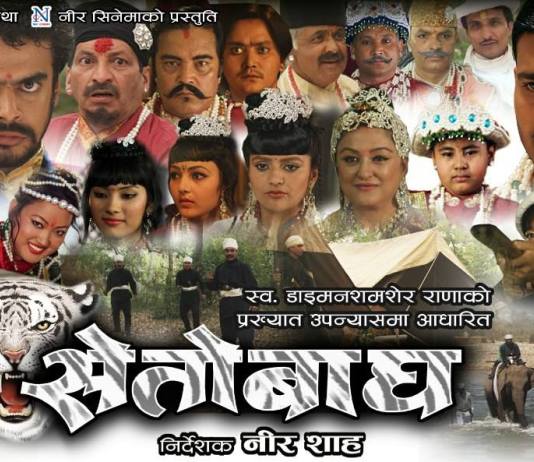 था N नीर सिनेमाको प्रस्तुति
स्व. डाइमनशमशेर राणाको
प्रख्यात उपन्यासमा आधारित
सेतोबाघ
निर्देशक नीर शाह